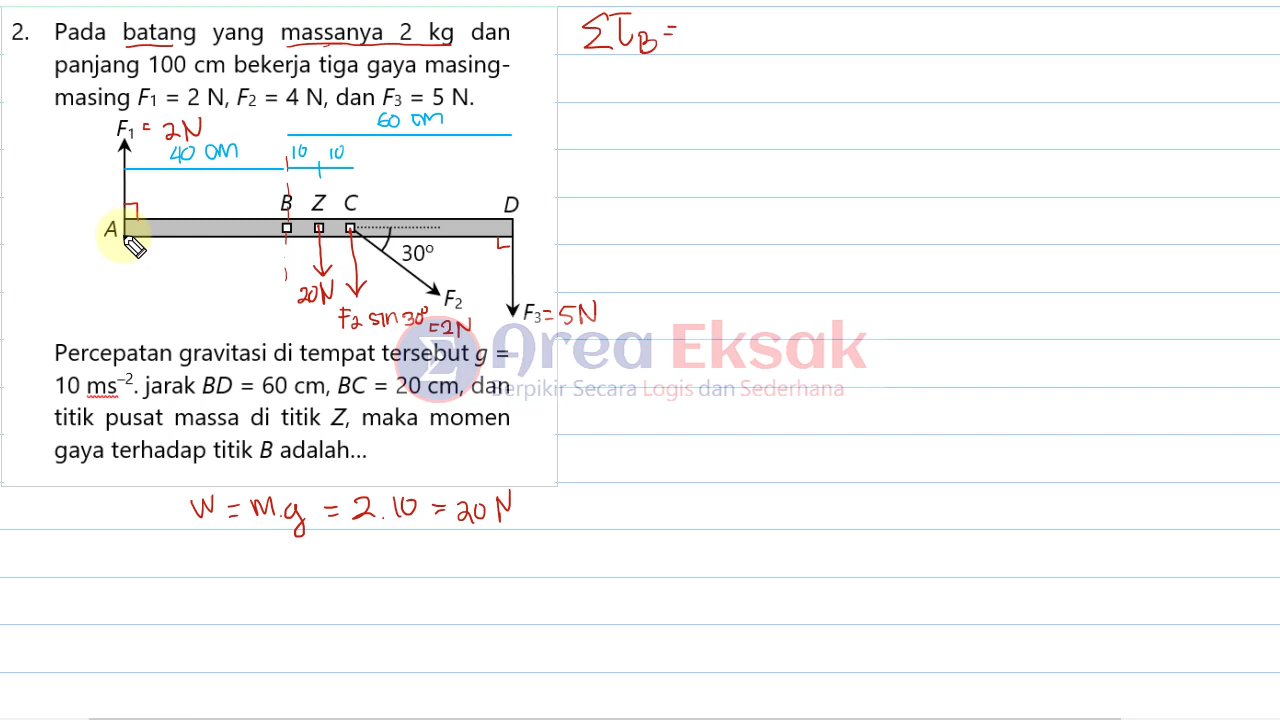 2. Pada batang yang massanya 2 kg dan
panjang 100 cm bekerja tiga gaya masing-
masing F₁ = 2 N, F₂ = 4 N, dan F₃ = 5 N.
Στ_B =
F₁ = 2N
60 cm
40 cm
10 10
B Z C D
A
30°
20N
F₂
F₂ sin 30° = 2N
F₃ = 5N
Area Eksak
Berpikir Secara Logis dan Sederhana
Percepatan gravitasi di tempat tersebut g =
10 ms⁻². jarak BD = 60 cm, BC = 20 cm, dan
titik pusat massa di titik Z, maka momen
gaya terhadap titik B adalah...
W = m.g = 2.10 = 20 N